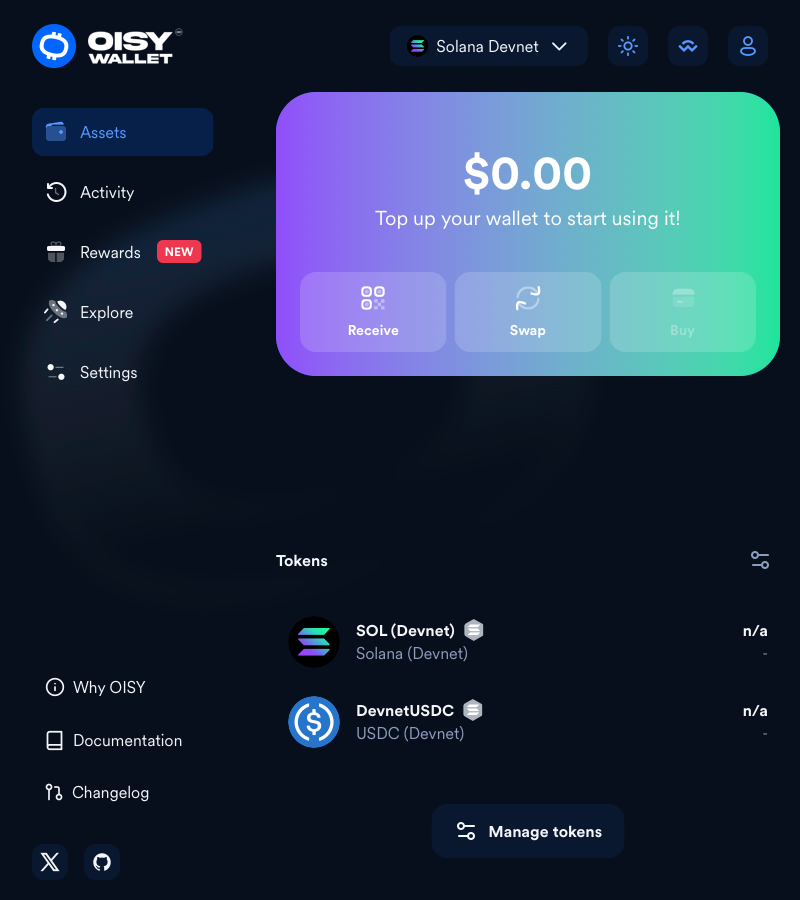 OISY
WALLET
Solana Devnet
Assets
Activity
Rewards NEW
Explore
Settings
$0.00
Top up your wallet to start using it!
Receive
Swap
Buy
Tokens
SOL (Devnet)
Solana (Devnet)
n/a
-
DevnetUSDC
USDC (Devnet)
n/a
-
Manage tokens
Why OISY
Documentation
Changelog